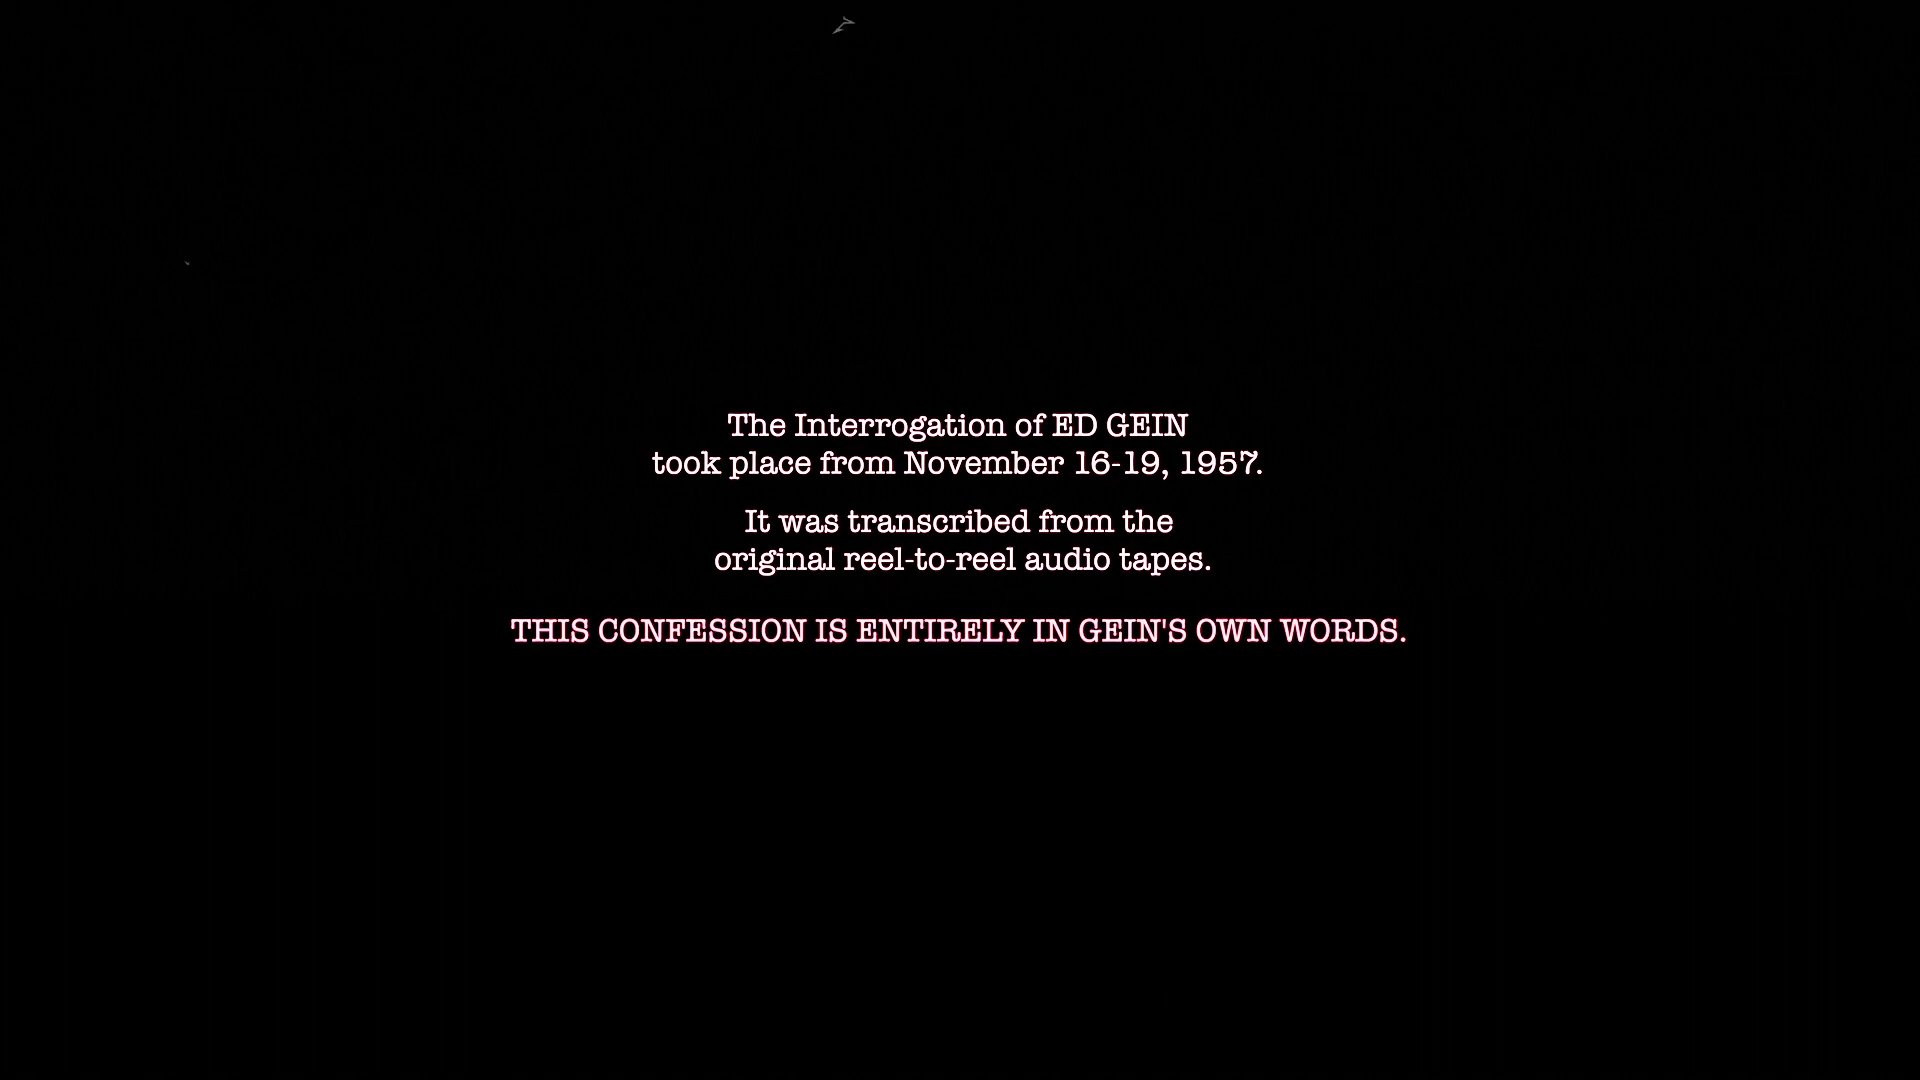 The Interrogation of ED GEIN
took place from November 16-19, 1957.
It was transcribed from the
original reel-to-reel audio tapes.
THIS CONFESSION IS ENTIRELY IN GEIN'S OWN WORDS.